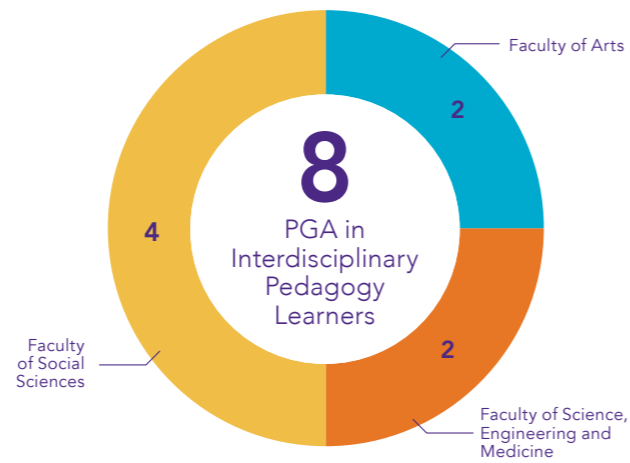 Faculty of Arts
2
8
PGA in
Interdisciplinary
Pedagogy
Learners
4
2
Faculty
of Social
Sciences
Faculty of Science,
Engineering and
Medicine